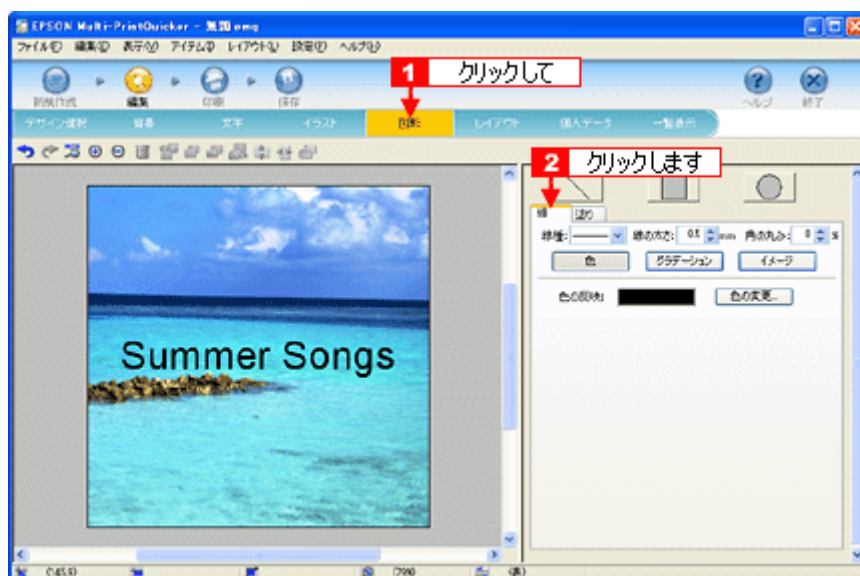 EPSON Multi-PrintQuicker - 無題.emq
ファイル(F) 編集(E) 表示(V) アイテム(I) レイアウト(L) 設定(T) ヘルプ(H)
1 クリックして
新規作成 編集 印刷 保存 ヘルプ 終了
デザイン選択 背景 文字 イラスト 図形 レイアウト 個人データ 一覧表示
2 クリックします
線 塗り
線種: 線の太さ: 0.5 mm 角の丸み: 0 %
色 グラデーション イメージ
色の反映: 色の変更...
Summer Songs